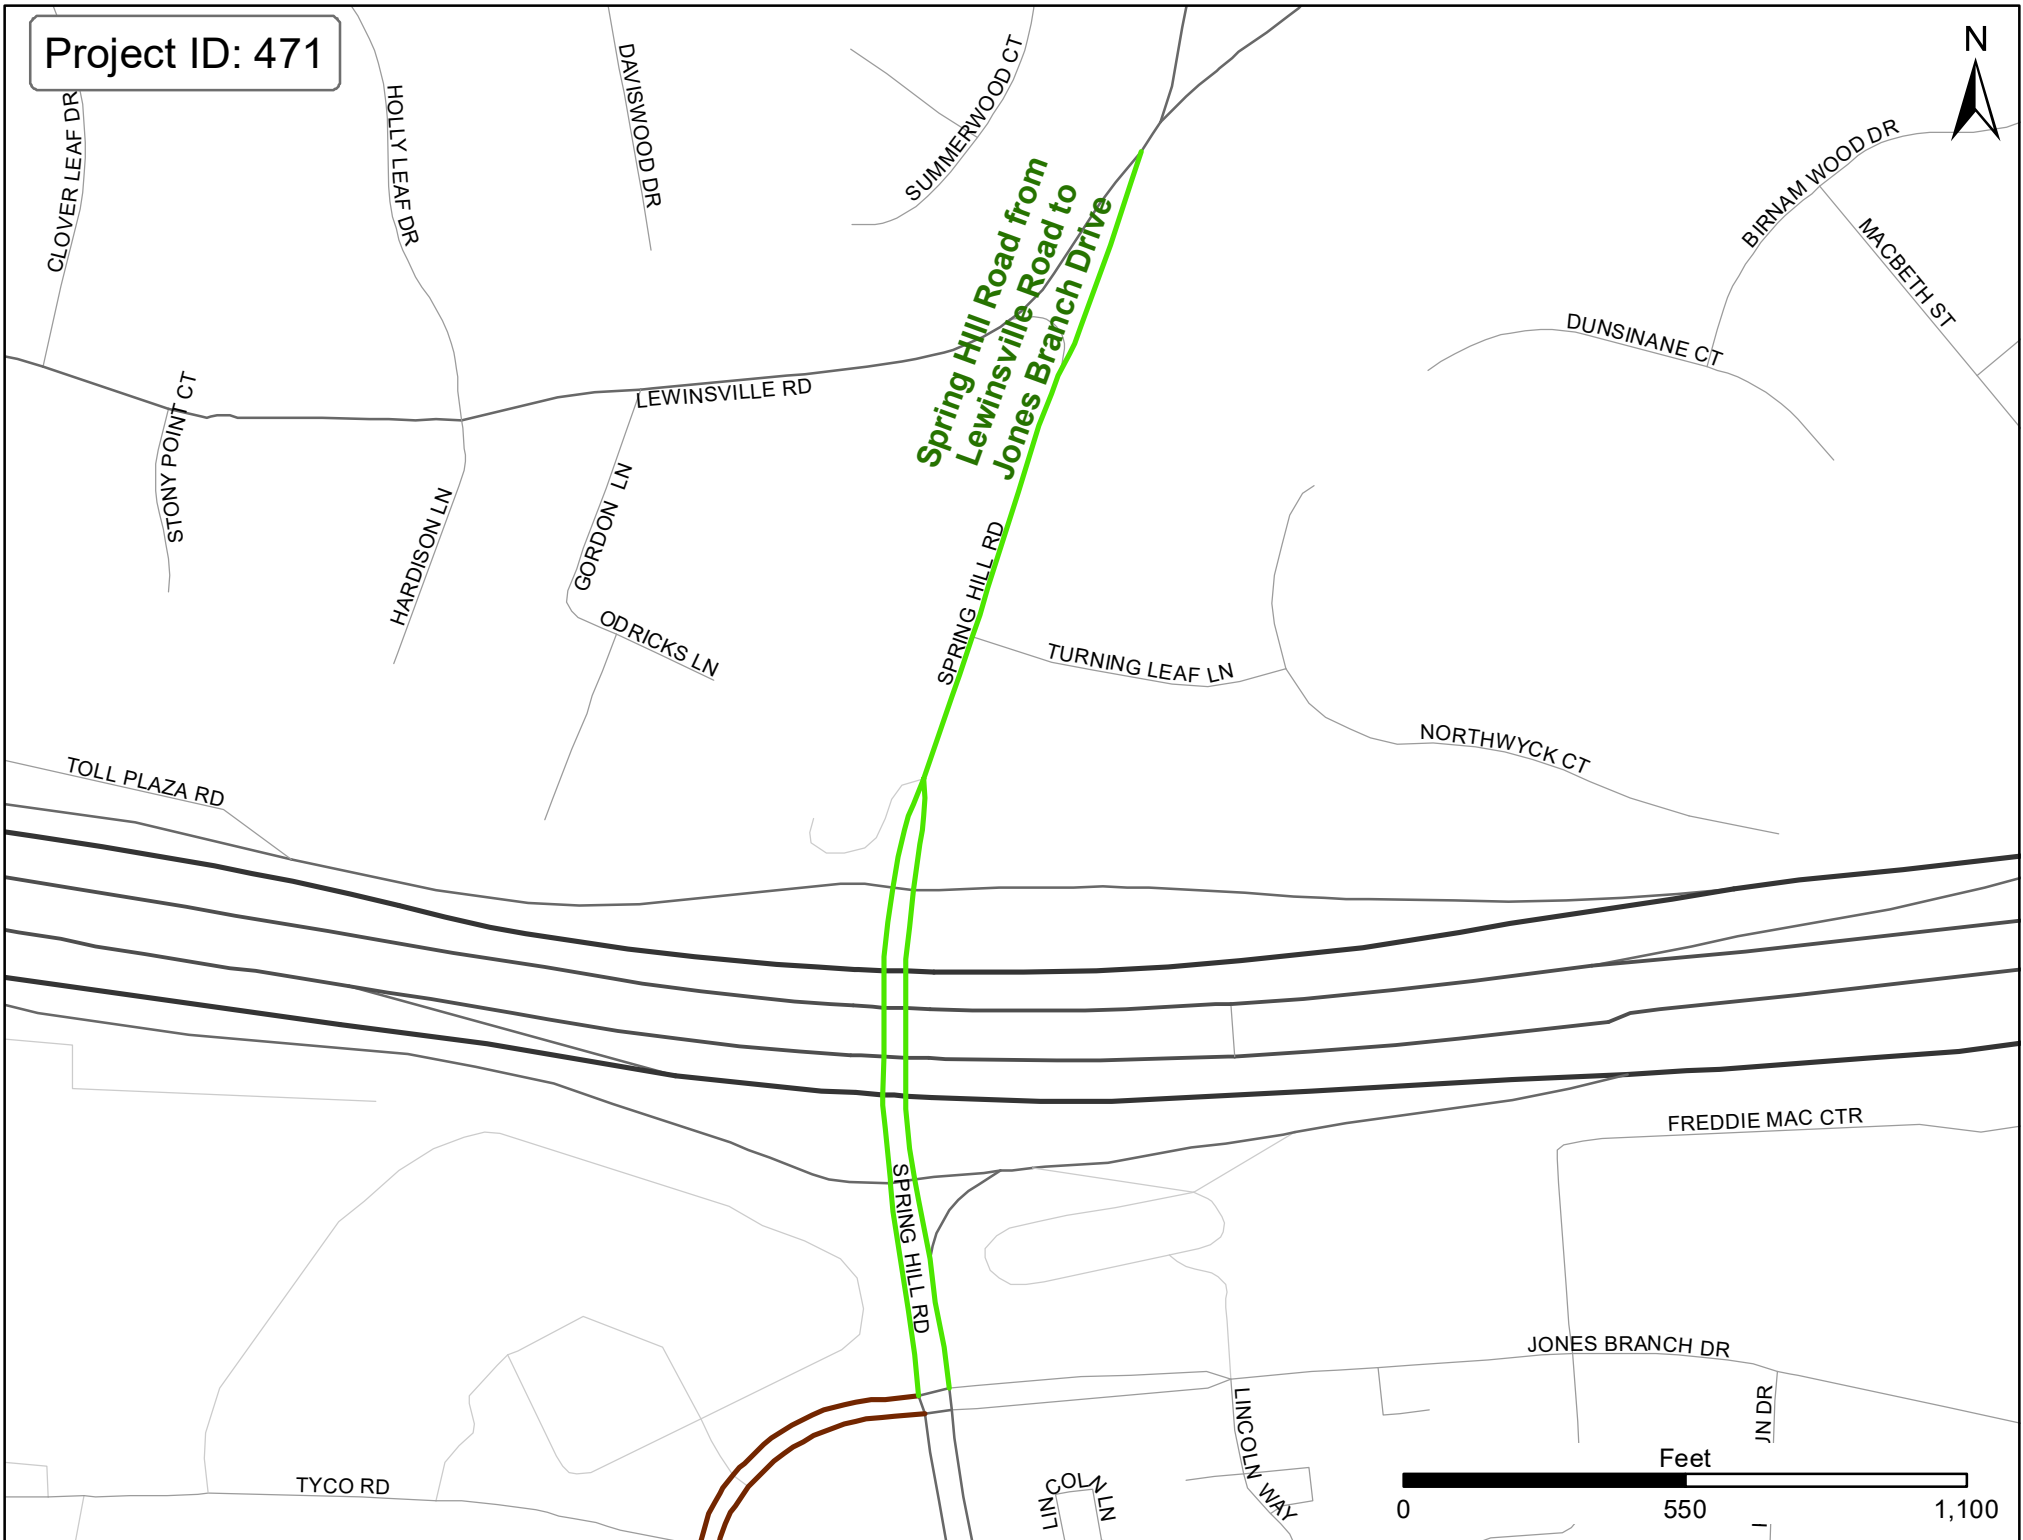 Project ID: 471
N
CLOVER LEAF DR
HOLLY LEAF DR
DAVISWOOD DR
SUMMERWOOD CT
BIRNAM WOOD DR
MACBETH ST
DUNSINANE CT
Spring Hill Road from
Lewinsville Road to
Jones Branch Drive
LEWINSVILLE RD
STONY POINT CT
HARDISON LN
GORDON LN
ODRICKS LN
SPRING HILL RD
TURNING LEAF LN
NORTHWYCK CT
TOLL PLAZA RD
FREDDIE MAC CTR
SPRING HILL RD
JONES BRANCH DR
LINCOLN WAY
JN DR
TYCO RD
LINCOLN LN
Feet
0 550 1,100